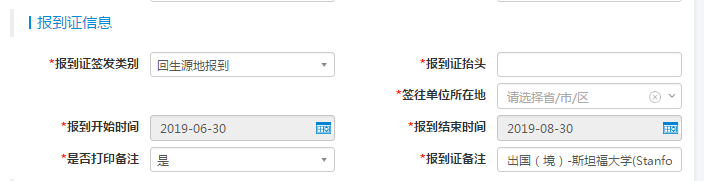 报到证信息
*报到证签发类别 回生源地报到 *报到证抬头
*签往单位所在地 请选择省/市/区
*报到开始时间 2019-06-30 *报到结束时间 2019-08-30
*是否打印备注 是 *报到证备注 出国（境）-斯坦福大学(Stanfo